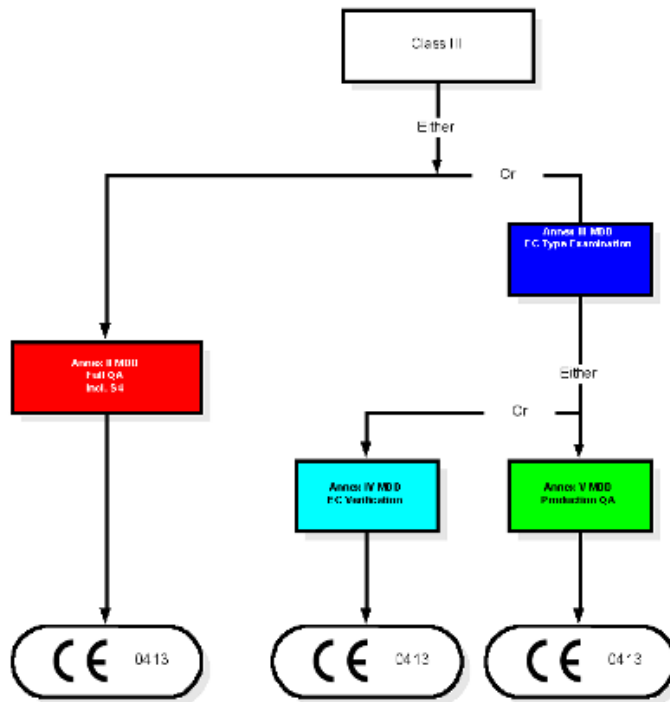 Class III
Either
Or
Annex III MDD
EC Type Examination
Annex II MDD
Full QA
Incl. S4
Either
Or
Annex IV MDD
EC Verification
Annex V MDD
Production QA
CE 0413
CE 0413
CE 0413